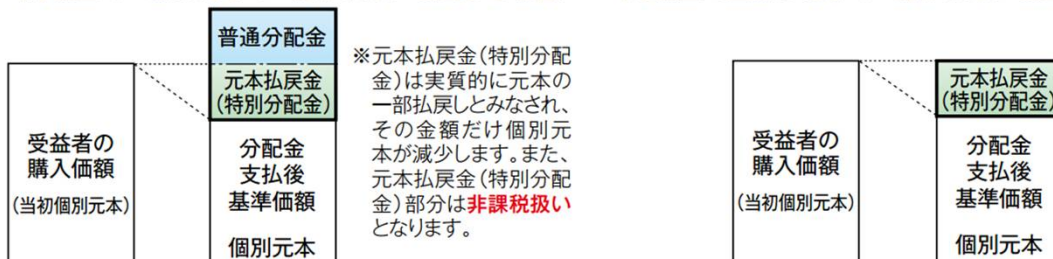 普通分配金
元本払戻金
(特別分配金)
受益者の
購入価額
(当初個別元本)
分配金
支払後
基準価額
個別元本
※元本払戻金(特別分配
金)は実質的に元本の
一部払戻しとみなされ、
その金額だけ個別元
本が減少します。また、
元本払戻金(特別分配
金)部分は非課税扱い
となります。
受益者の
購入価額
(当初個別元本)
元本払戻金
(特別分配金)
分配金
支払後
基準価額
個別元本